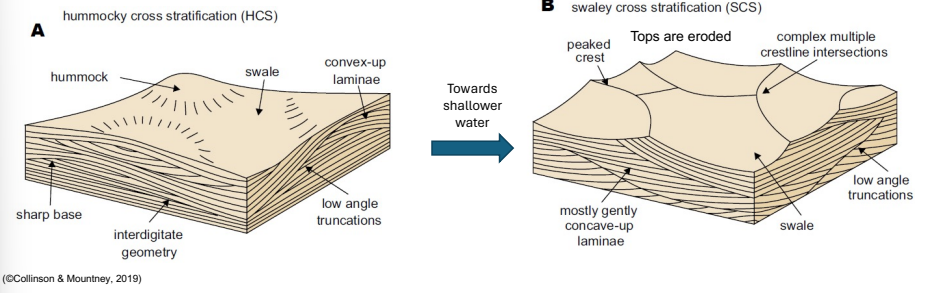 hummocky cross stratification (HCS)
A
hummock
swale
convex-up
laminae
sharp base
interdigitate
geometry
low angle
truncations
(©Collinson & Mountney, 2019)
Towards
shallower
water
B
swaley cross stratification (SCS)
Tops are eroded
peaked
crest
complex multiple
crestline intersections
mostly gently
concave-up
laminae
swale
low angle
truncations